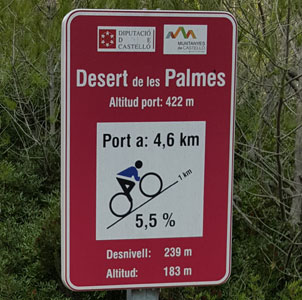 DIPUTACIÓ
D E
CASTELLÓ
MUNTANYES
DE CASTELLÓ
Desert de les Palmes
Altitud port: 422 m
Port a: 4,6 km
1 km
5,5 %
Desnivell: 239 m
Altitud: 183 m